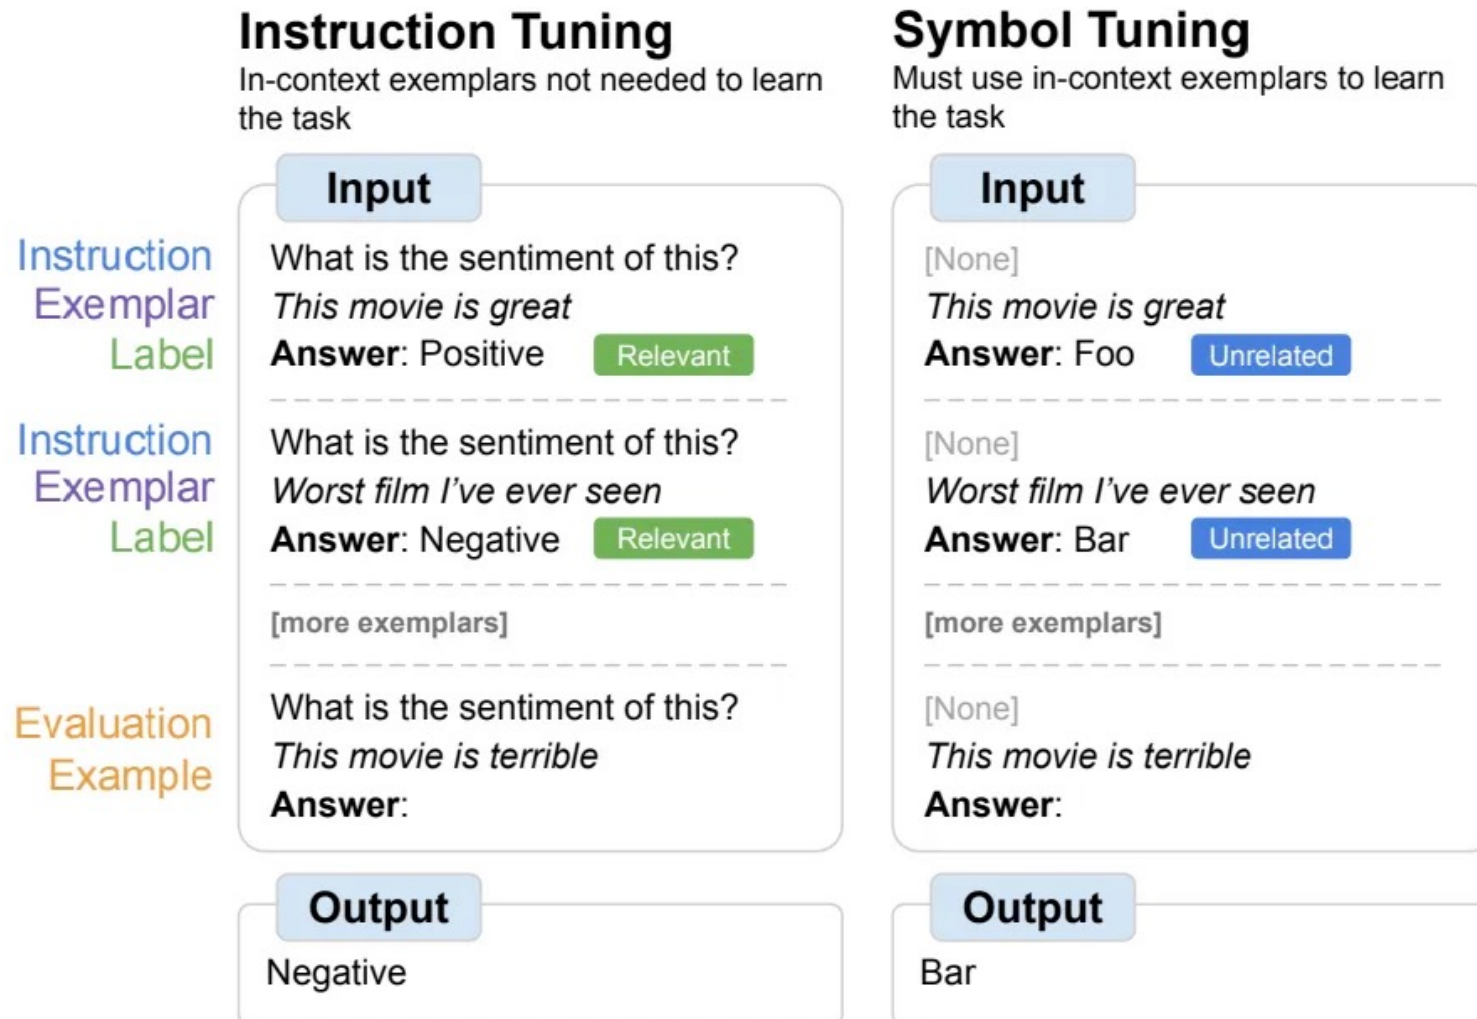 Instruction Tuning
In-context exemplars not needed to learn
the task
Input
Instruction
What is the sentiment of this?
Exemplar
This movie is great
Label
Answer: Positive
Relevant
Instruction
What is the sentiment of this?
Exemplar
Worst film I've ever seen
Label
Answer: Negative
Relevant
[more exemplars]
Evaluation
Example
What is the sentiment of this?
This movie is terrible
Answer:
Output
Negative
Symbol Tuning
Must use in-context exemplars to learn
the task
Input
[None]
This movie is great
Answer: Foo
Unrelated
[None]
Worst film I've ever seen
Answer: Bar
Unrelated
[more exemplars]
[None]
This movie is terrible
Answer:
Output
Bar